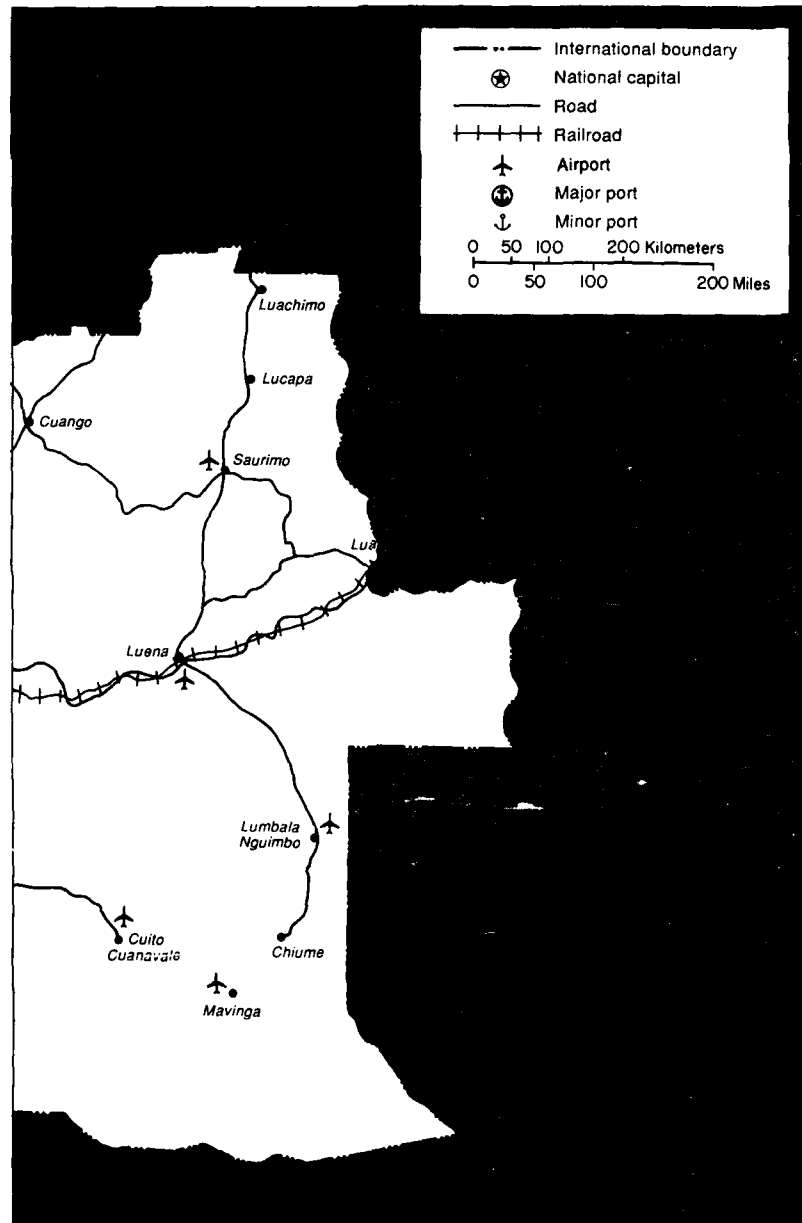 International boundary
National capital
Road
Railroad
Airport
Major port
Minor port
0 50 100 200 Kilometers
0 50 100 200 Miles
Luachimo
Lucapa
Cuango
Saurimo
Lua
Luena
Lumbala
Nguimbo
Cuito
Cuanavale
Chiume
Mavinga